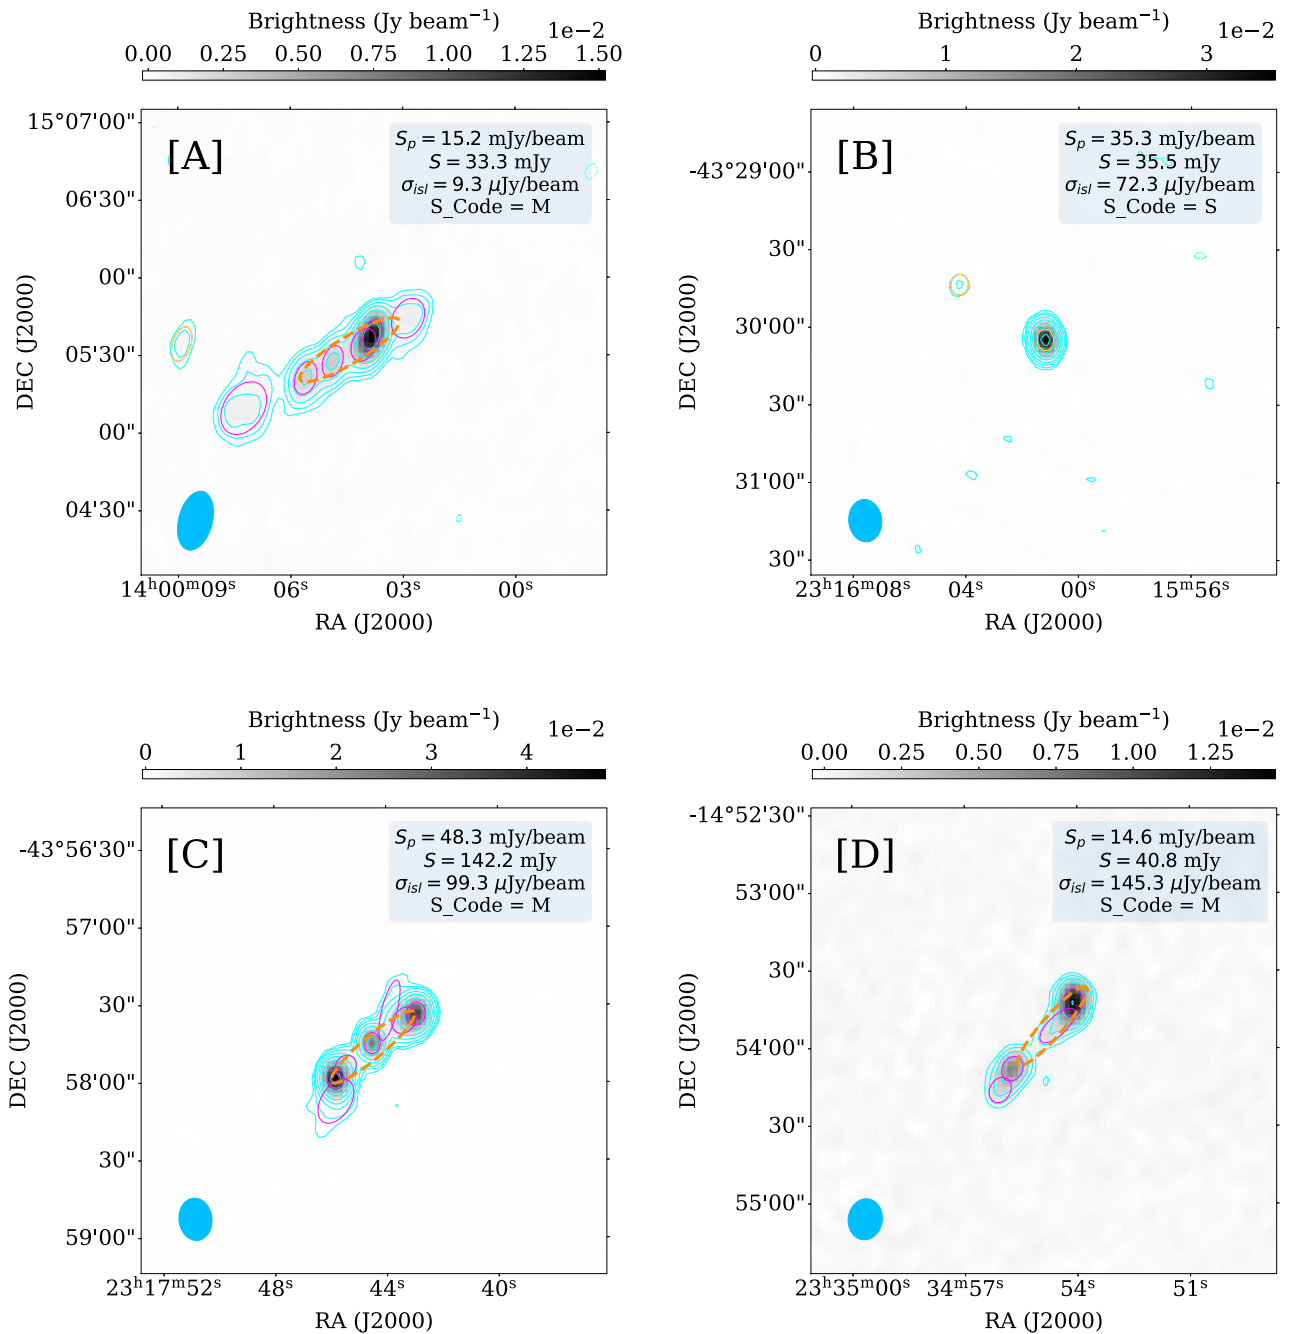 Brightness (Jy beam⁻¹)
1e−2
0.00 0.25 0.50 0.75 1.00 1.25 1.50
[A]
S_p = 15.2 mJy/beam
S = 33.3 mJy
σ_isl = 9.3 μJy/beam
S_Code = M
15°07'00"
06'30"
00"
05'30"
00"
04'30"
DEC (J2000)
14ʰ00ᵐ09ˢ 06ˢ 03ˢ 00ˢ
RA (J2000)
Brightness (Jy beam⁻¹)
1e−2
0 1 2 3
[B]
S_p = 35.3 mJy/beam
S = 35.5 mJy
σ_isl = 72.3 μJy/beam
S_Code = S
-43°29'00"
30"
30'00"
30"
31'00"
30"
DEC (J2000)
23ʰ16ᵐ08ˢ 04ˢ 00ˢ 15ᵐ56ˢ
RA (J2000)
Brightness (Jy beam⁻¹)
1e−2
0 1 2 3 4
[C]
S_p = 48.3 mJy/beam
S = 142.2 mJy
σ_isl = 99.3 μJy/beam
S_Code = M
-43°56'30"
57'00"
30"
58'00"
30"
59'00"
DEC (J2000)
23ʰ17ᵐ52ˢ 48ˢ 44ˢ 40ˢ
RA (J2000)
Brightness (Jy beam⁻¹)
1e−2
0.00 0.25 0.50 0.75 1.00 1.25
[D]
S_p = 14.6 mJy/beam
S = 40.8 mJy
σ_isl = 145.3 μJy/beam
S_Code = M
-14°52'30"
53'00"
30"
54'00"
30"
55'00"
DEC (J2000)
23ʰ35ᵐ00ˢ 34ᵐ57ˢ 54ˢ 51ˢ
RA (J2000)